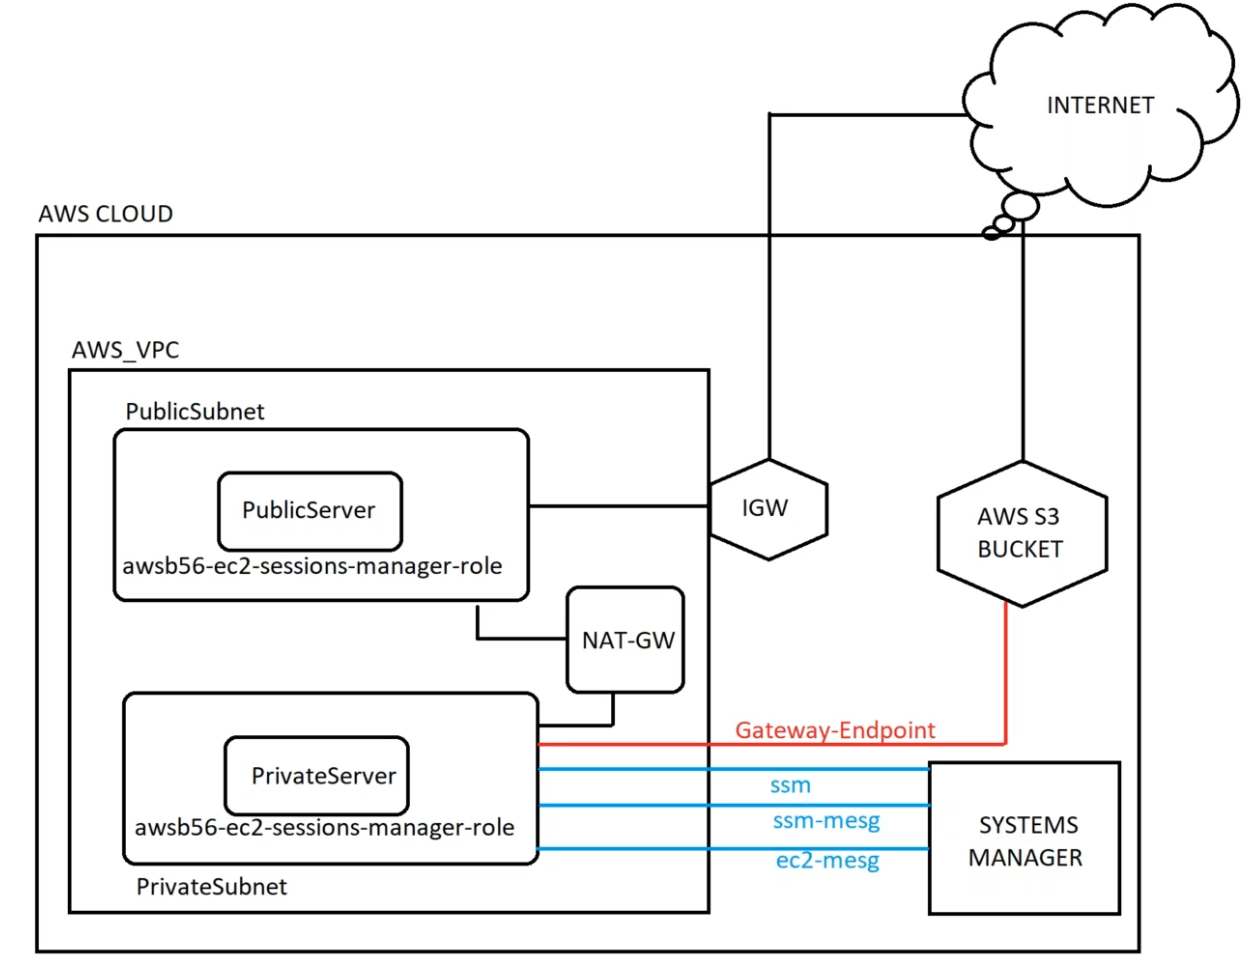 INTERNET
AWS CLOUD
AWS_VPC
PublicSubnet
PublicServer
awsb56-ec2-sessions-manager-role
IGW
AWS S3
BUCKET
NAT-GW
Gateway-Endpoint
PrivateServer
awsb56-ec2-sessions-manager-role
PrivateSubnet
ssm
ssm-mesg
ec2-mesg
SYSTEMS
MANAGER